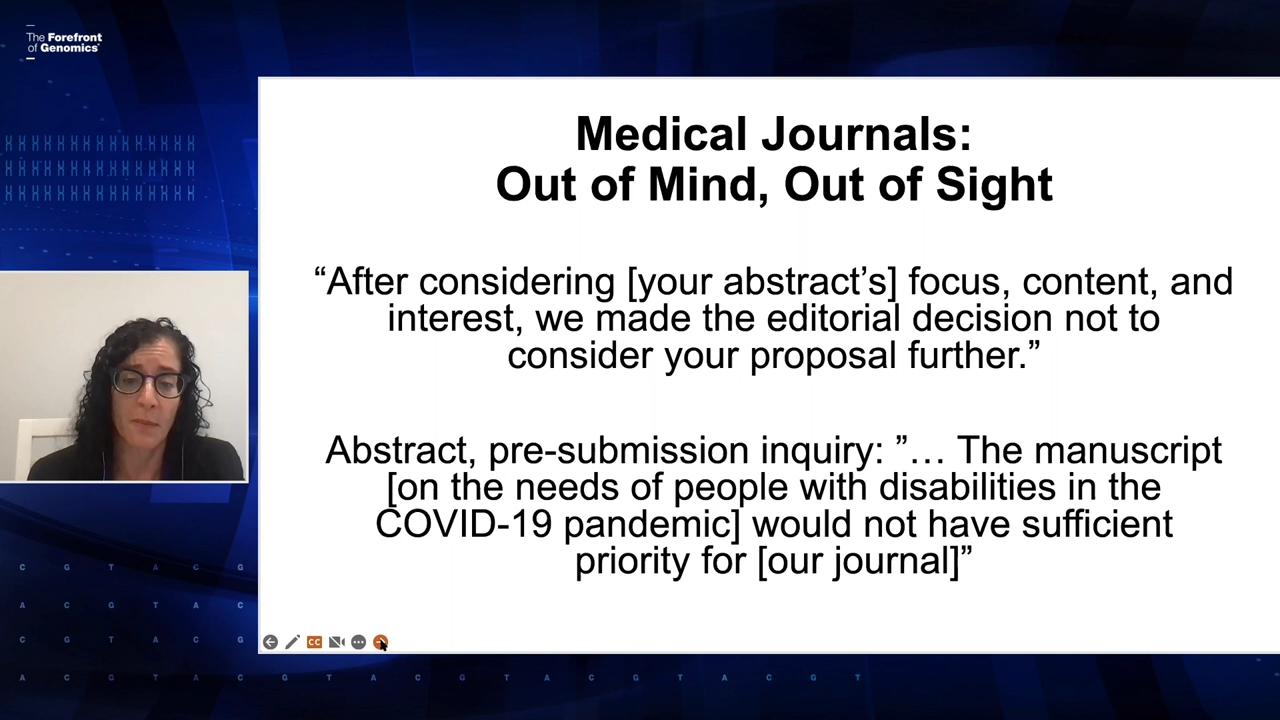 The Forefront
of Genomics®
Medical Journals:
Out of Mind, Out of Sight
“After considering [your abstract’s] focus, content, and
interest, we made the editorial decision not to
consider your proposal further.”
Abstract, pre-submission inquiry: ”… The manuscript
[on the needs of people with disabilities in the
COVID-19 pandemic] would not have sufficient
priority for [our journal]”
CC
C G T A C G
A C G T A C
C G T A C G
A C G T A C G T A C G T A C G T